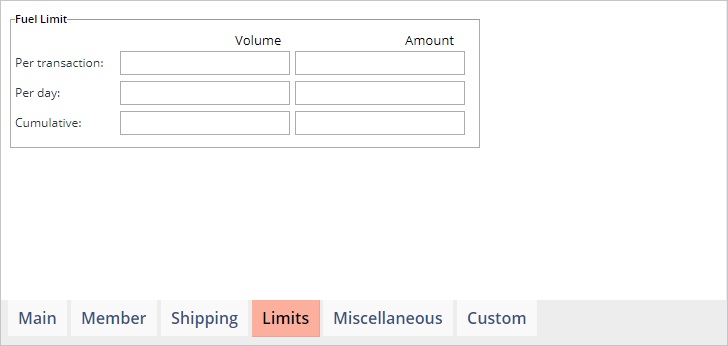 Fuel Limit
Volume Amount
Per transaction:
Per day:
Cumulative:
Main Member Shipping Limits Miscellaneous Custom